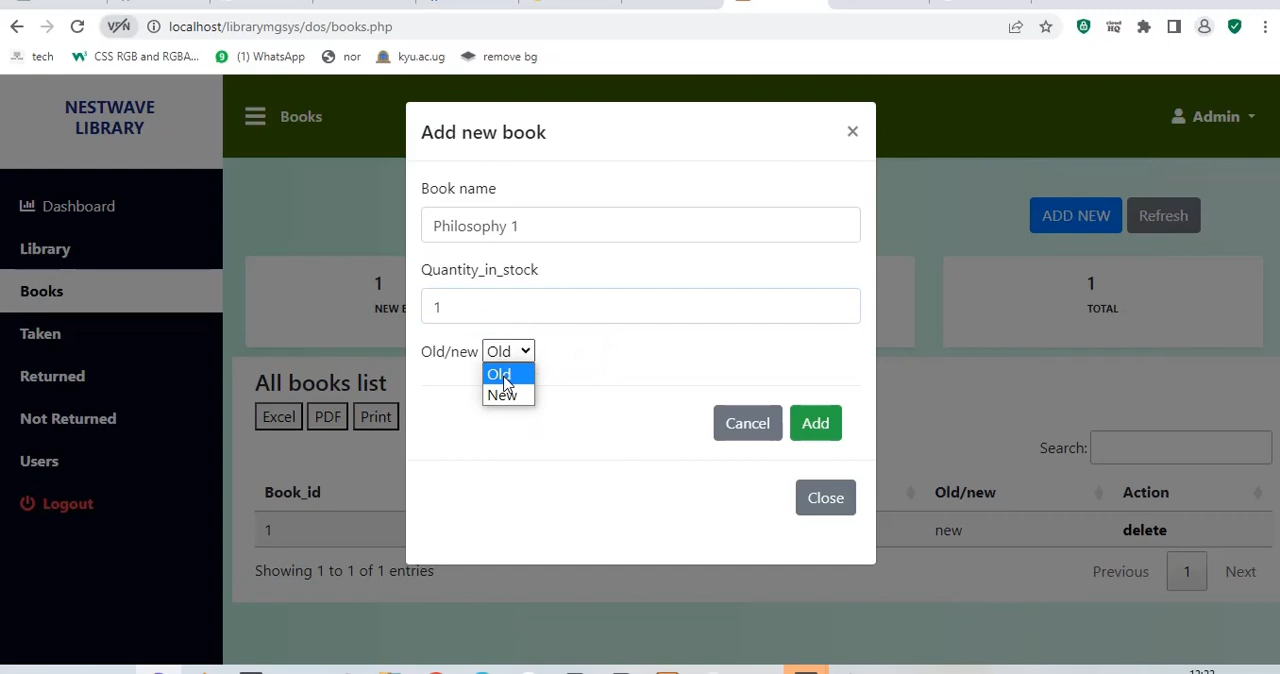 localhost/librarymgsys/dos/books.php
tech
CSS RGB and RGBA...
(1) WhatsApp
nor
kyu.ac.ug
remove bg
NESTWAVE
LIBRARY
Books
Admin
Dashboard
Library
Books
Taken
Returned
Not Returned
Users
Logout
ADD NEW
Refresh
1
NEW
1
TOTAL
Add new book
×
Book name
Philosophy 1
Quantity_in_stock
1
Old/new
Old
Old
New
Cancel
Add
Close
All books list
Excel
PDF
Print
Search:
Book_id
Old/new
Action
1
new
delete
Showing 1 to 1 of 1 entries
Previous
1
Next